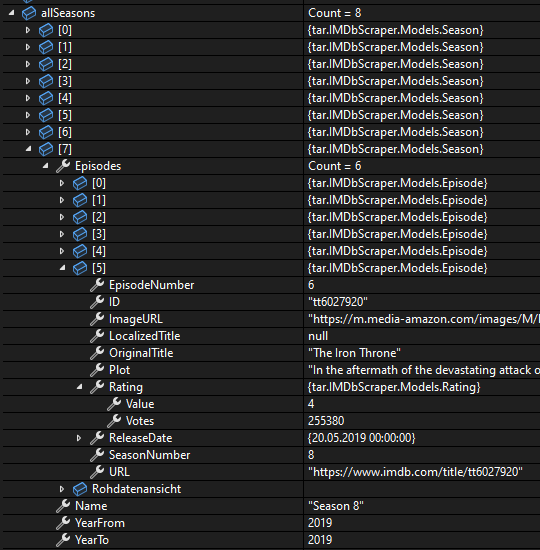 allSeasons Count = 8
[0] {tar.IMDbScraper.Models.Season}
[1] {tar.IMDbScraper.Models.Season}
[2] {tar.IMDbScraper.Models.Season}
[3] {tar.IMDbScraper.Models.Season}
[4] {tar.IMDbScraper.Models.Season}
[5] {tar.IMDbScraper.Models.Season}
[6] {tar.IMDbScraper.Models.Season}
[7] {tar.IMDbScraper.Models.Season}
Episodes Count = 6
[0] {tar.IMDbScraper.Models.Episode}
[1] {tar.IMDbScraper.Models.Episode}
[2] {tar.IMDbScraper.Models.Episode}
[3] {tar.IMDbScraper.Models.Episode}
[4] {tar.IMDbScraper.Models.Episode}
[5] {tar.IMDbScraper.Models.Episode}
EpisodeNumber 6
ID "tt6027920"
ImageURL "https://m.media-amazon.com/images/M/
LocalizedTitle null
OriginalTitle "The Iron Throne"
Plot "In the aftermath of the devastating attack o
Rating {tar.IMDbScraper.Models.Rating}
Value 4
Votes 255380
ReleaseDate {20.05.2019 00:00:00}
SeasonNumber 8
URL "https://www.imdb.com/title/tt6027920"
Rohdatenansicht
Name "Season 8"
YearFrom 2019
YearTo 2019